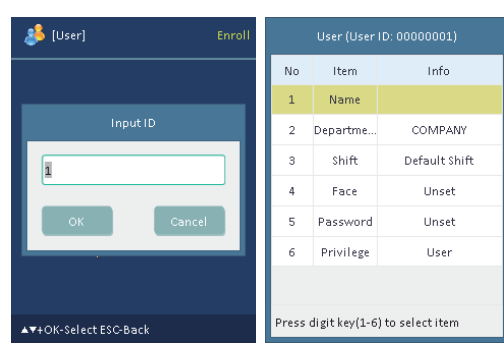 [User] Enroll
Input ID
1
OK Cancel
▲▼+OK-Select ESC-Back
User (User ID: 00000001)
No Item Info
1 Name
2 Departme... COMPANY
3 Shift Default Shift
4 Face Unset
5 Password Unset
6 Privilege User
Press digit key(1-6) to select item